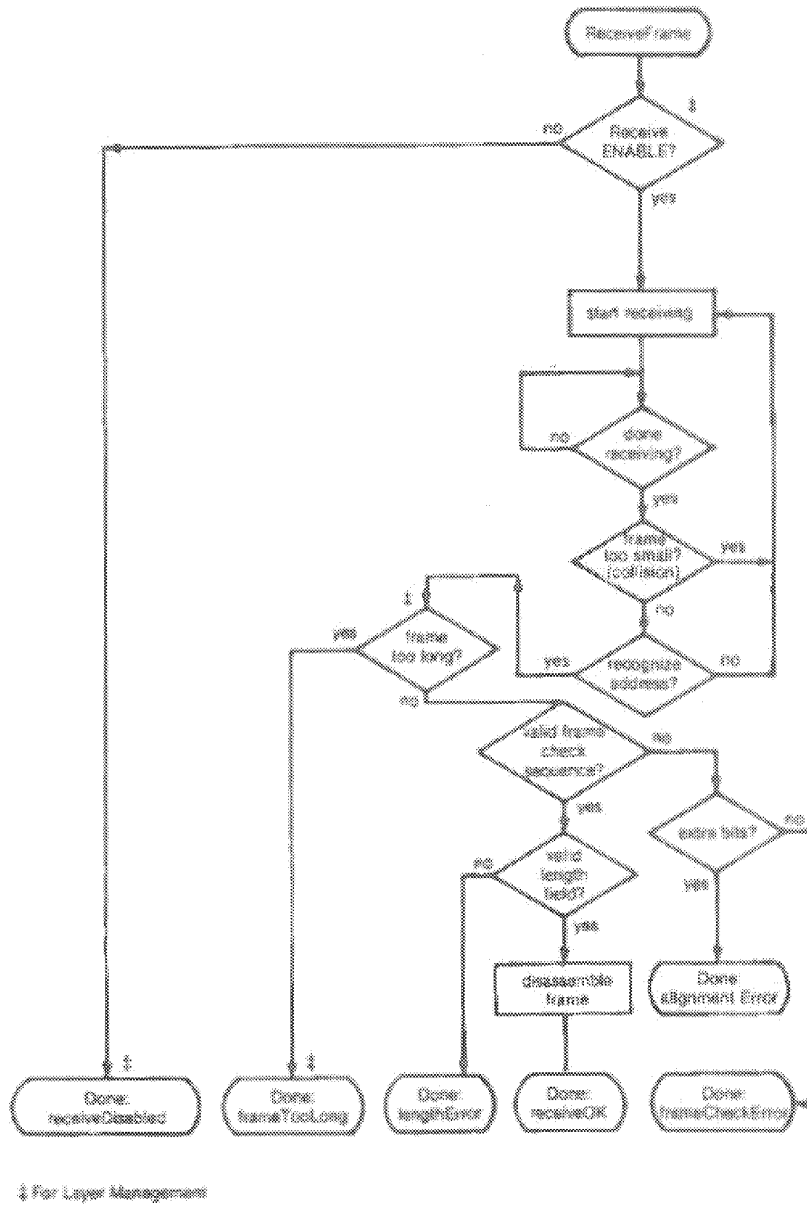 ReceiveFrame
‡
no
Receive
ENABLE?
yes
start receiving
no
done
receiving?
yes
frame
too small?
(collision)
yes
no
‡
yes
frame
too long?
no
yes
recognize
address?
no
valid frame
check
sequence?
no
yes
extra bits?
no
yes
no
valid
length
field?
yes
disassemble
frame
Done:
alignment Error
‡
‡
Done:
receiveDisabled
Done:
frameTooLong
Done:
lengthError
Done:
receiveOK
Done:
frameCheckError
‡ For Layer Management